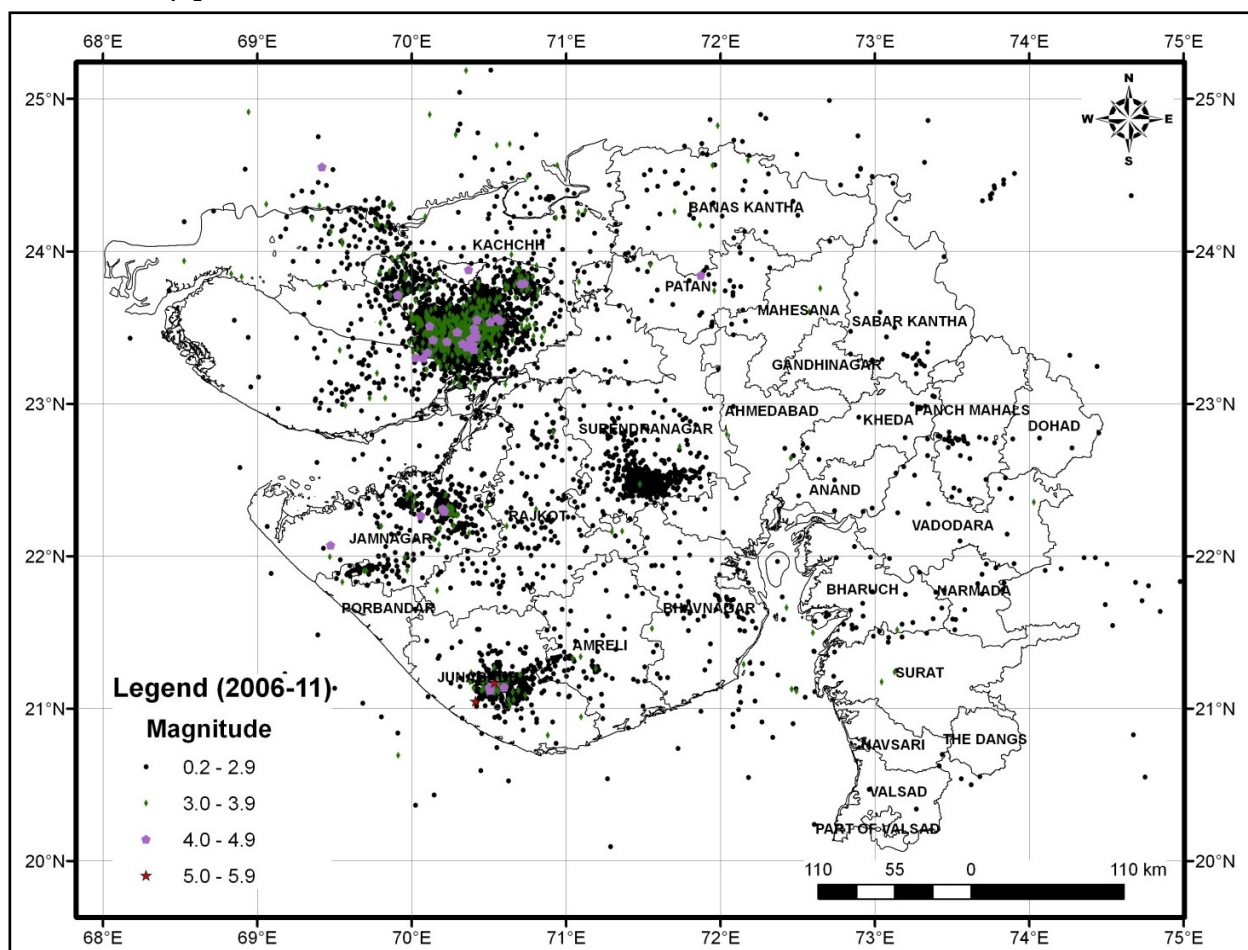 68°E 69°E 70°E 71°E 72°E 73°E 74°E 75°E
25°N 25°N
N
W E
S
BANAS KANTHA
24°N 24°N
KACHCHH
PATAN
MAHESANA
SABAR KANTHA
GANDHINAGAR
23°N 23°N
AHMEDABAD
KHEDA
PANCH MAHALS
DOHAD
SURENDRANAGAR
ANAND
RAJKOT
VADODARA
JAMNAGAR
22°N 22°N
PORBANDAR
BHAVNAGAR
BHARUCH
NARMADA
AMRELI
SURAT
Legend (2006-11)
21°N 21°N
Magnitude
NAVSARI
THE DANGS
0.2 - 2.9
VALSAD
3.0 - 3.9
PART OF VALSAD
4.0 - 4.9
20°N 20°N
5.0 - 5.9
110 55 0 110 km
68°E 69°E 70°E 71°E 72°E 73°E 74°E 75°E